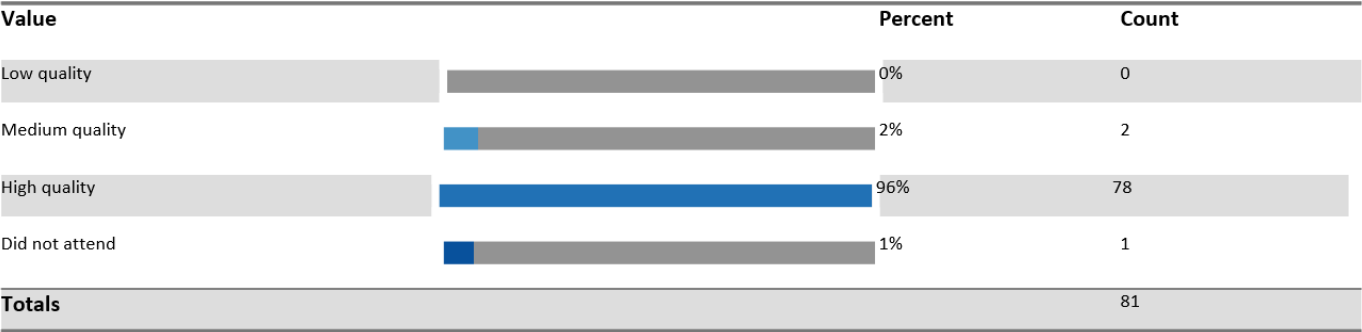 Value Percent Count
Low quality 0% 0
Medium quality 2% 2
High quality 96% 78
Did not attend 1% 1
Totals 81